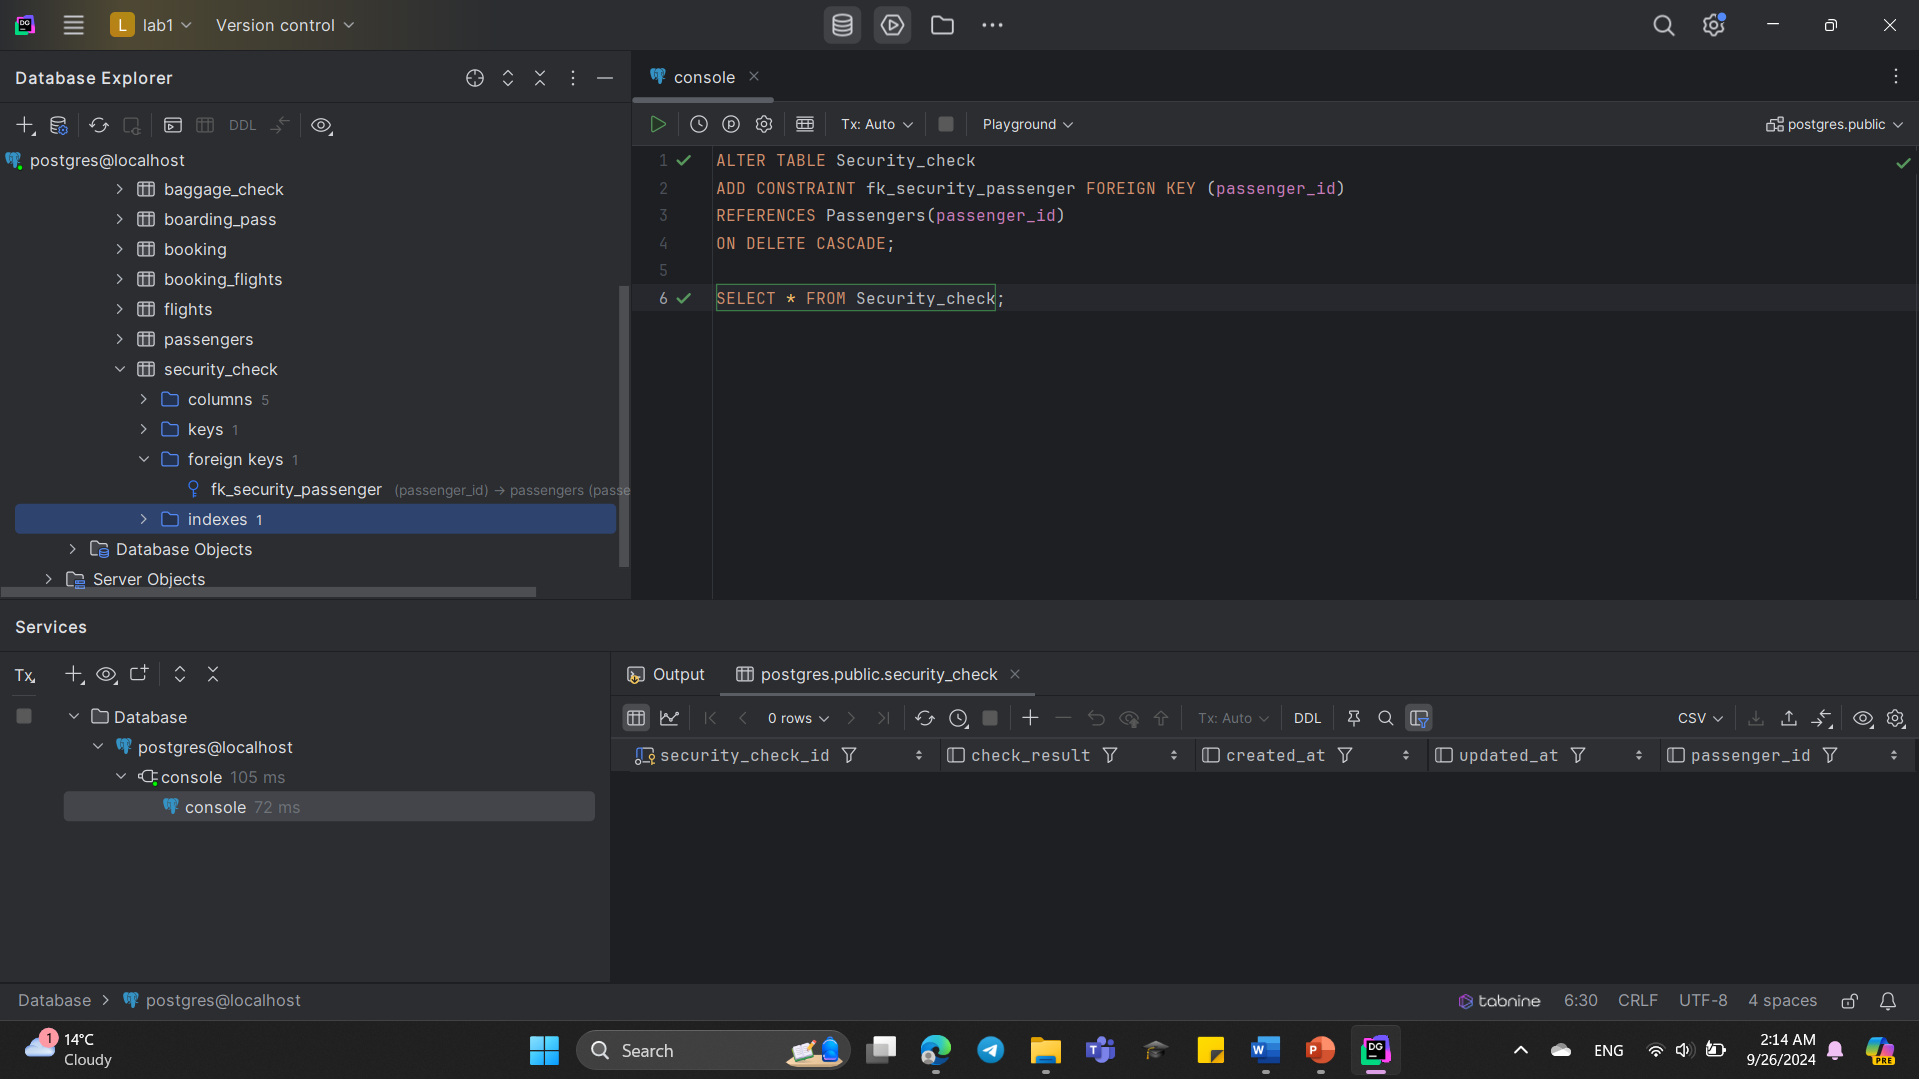 L lab1 Version control
Database Explorer
console
DDL
Tx: Auto Playground postgres.public
postgres@localhost
baggage_check
boarding_pass
booking
booking_flights
flights
passengers
security_check
columns 5
keys 1
foreign keys 1
fk_security_passenger (passenger_id) → passengers (passe
indexes 1
Database Objects
Server Objects
1 ALTER TABLE Security_check
2 ADD CONSTRAINT fk_security_passenger FOREIGN KEY (passenger_id)
3 REFERENCES Passengers(passenger_id)
4 ON DELETE CASCADE;
5
6 SELECT * FROM Security_check;
Services
Tx
Database
postgres@localhost
console 105 ms
console 72 ms
Output postgres.public.security_check
0 rows Tx: Auto DDL CSV
security_check_id check_result created_at updated_at passenger_id
Database > postgres@localhost
tabnine 6:30 CRLF UTF-8 4 spaces
1 14°C
Cloudy
Search
DG
ENG
2:14 AM
9/26/2024
PRE